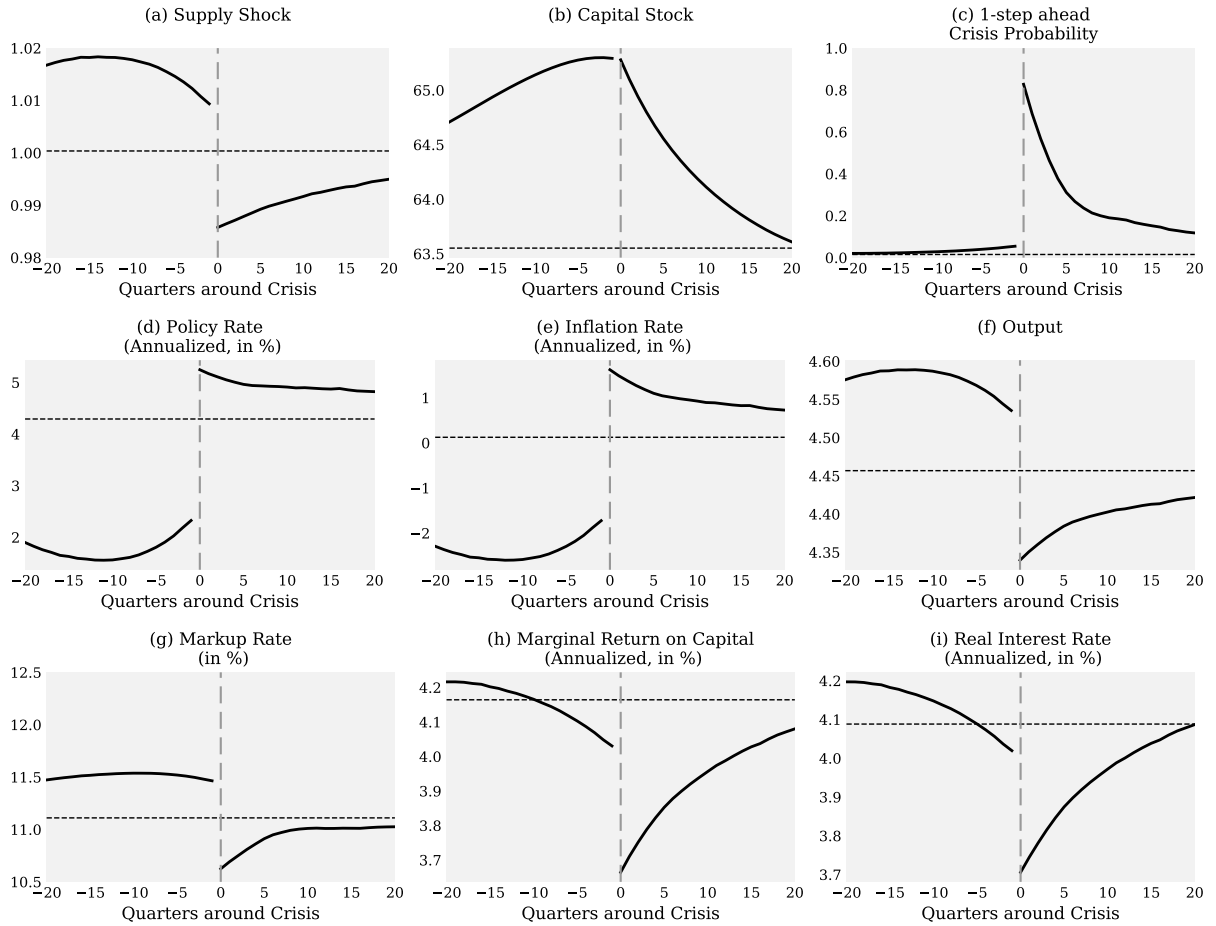 (a) Supply Shock
1.02
1.01
1.00
0.99
0.98
−20 −15 −10 −5 0 5 10 15 20
Quarters around Crisis
(b) Capital Stock
65.0
64.5
64.0
63.5
−20 −15 −10 −5 0 5 10 15 20
Quarters around Crisis
(c) 1-step ahead
Crisis Probability
1.0
0.8
0.6
0.4
0.2
0.0
−20 −15 −10 −5 0 5 10 15 20
Quarters around Crisis
(d) Policy Rate
(Annualized, in %)
5
4
3
2
−20 −15 −10 −5 0 5 10 15 20
Quarters around Crisis
(e) Inflation Rate
(Annualized, in %)
1
0
−1
−2
−20 −15 −10 −5 0 5 10 15 20
Quarters around Crisis
(f) Output
4.60
4.55
4.50
4.45
4.40
4.35
−20 −15 −10 −5 0 5 10 15 20
Quarters around Crisis
(g) Markup Rate
(in %)
12.5
12.0
11.5
11.0
10.5
−20 −15 −10 −5 0 5 10 15 20
Quarters around Crisis
(h) Marginal Return on Capital
(Annualized, in %)
4.2
4.1
4.0
3.9
3.8
3.7
−20 −15 −10 −5 0 5 10 15 20
Quarters around Crisis
(i) Real Interest Rate
(Annualized, in %)
4.2
4.1
4.0
3.9
3.8
3.7
−20 −15 −10 −5 0 5 10 15 20
Quarters around Crisis